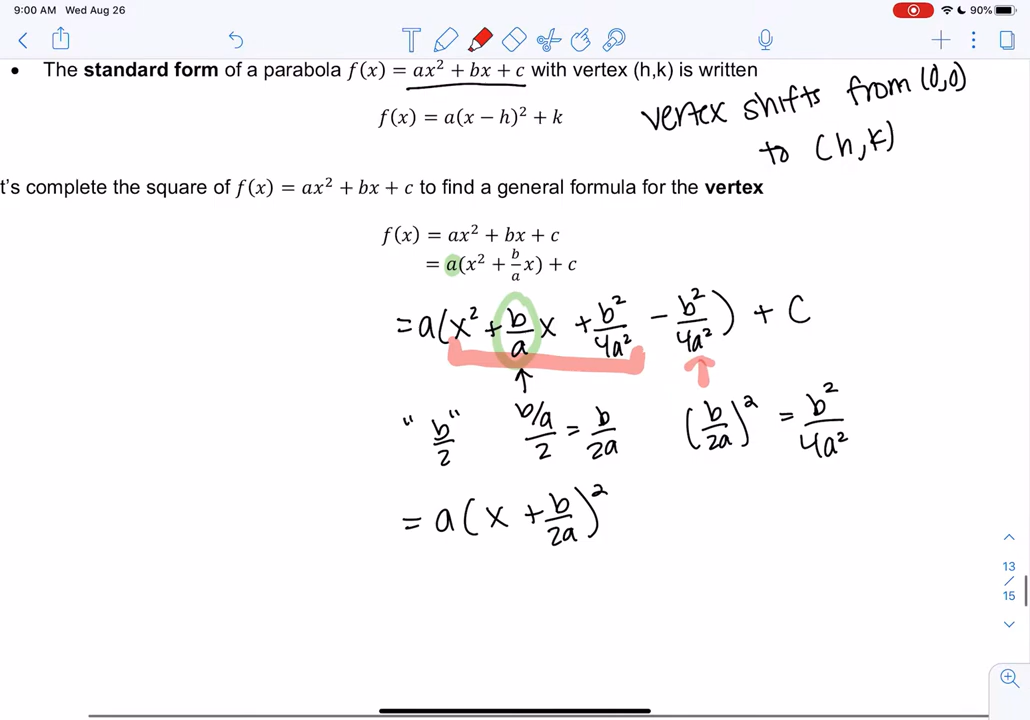 9:00 AM Wed Aug 26
90%
• The standard form of a parabola f(x) = ax² + bx + c with vertex (h,k) is written
f(x) = a(x − h)² + k
vertex shifts from (0,0)
to (h,k)
t's complete the square of f(x) = ax² + bx + c to find a general formula for the vertex
f(x) = ax² + bx + c
= a(x² + b/a x) + c
= a(x² + b/a x + b²/4a² − b²/4a²) + C
"b/2" b/a/2 = b/2a (b/2a)² = b²/4a²
= a(x + b/2a)²
13
/
15